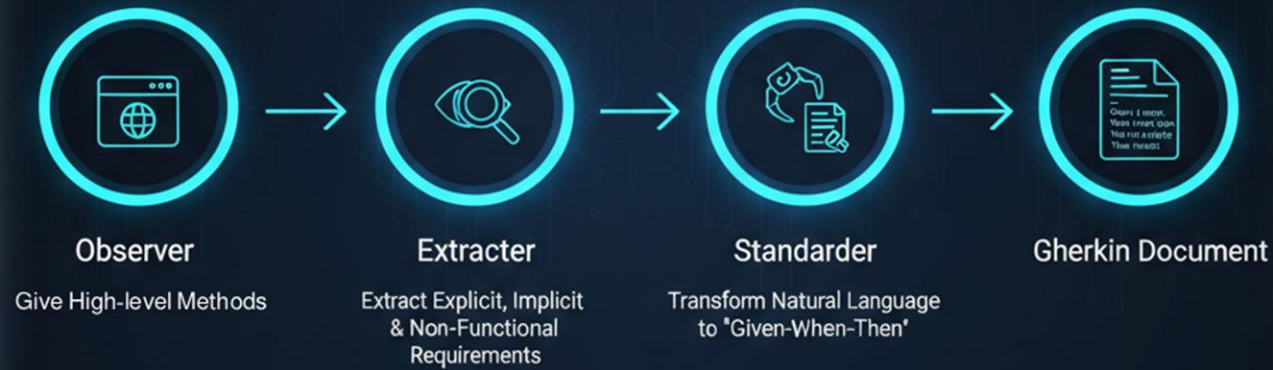 Observer
Give High-level Methods
Extracter
Extract Explicit, Implicit
& Non-Functional
Requirements
Standarder
Transform Natural Language
to "Given-When-Then"
Gherkin Document